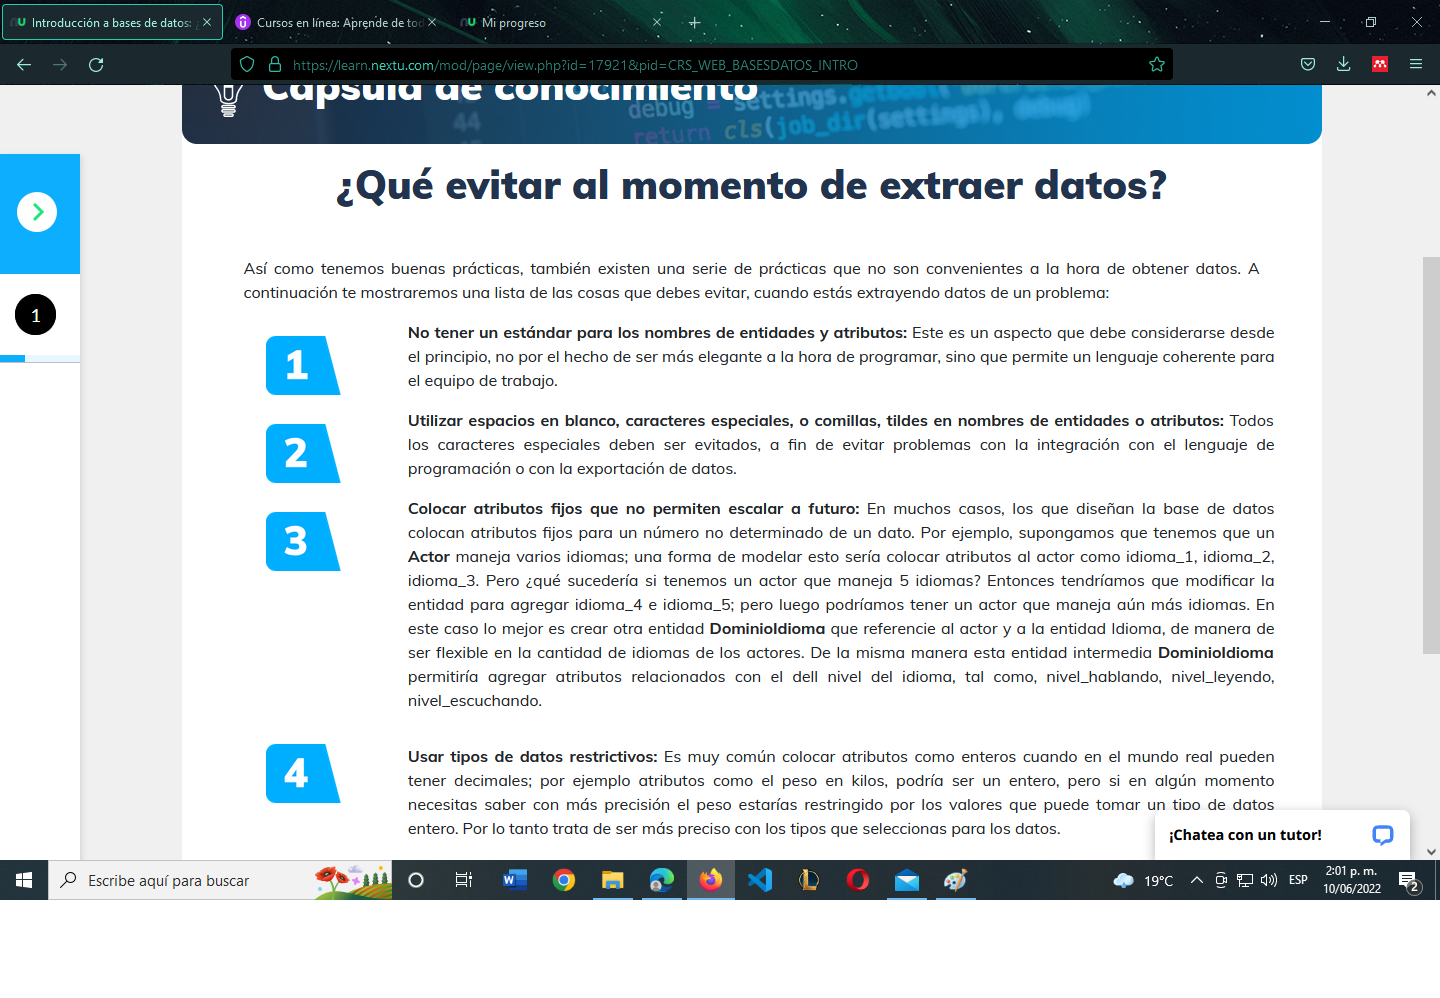 Introducción a bases de datos:
Cursos en línea: Aprende de tod
Mi progreso
https://learn.nextu.com/mod/page/view.php?id=17921&pid=CRS_WEB_BASESDATOS_INTRO
Cápsula de conocimiento
44
debug = settings.getbool(
return cls(job_dir(settings), debug)
¿Qué evitar al momento de extraer datos?
Así como tenemos buenas prácticas, también existen una serie de prácticas que no son convenientes a la hora de obtener datos. A
continuación te mostraremos una lista de las cosas que debes evitar, cuando estás extrayendo datos de un problema:
1
1
No tener un estándar para los nombres de entidades y atributos: Este es un aspecto que debe considerarse desde
el principio, no por el hecho de ser más elegante a la hora de programar, sino que permite un lenguaje coherente para
el equipo de trabajo.
2
Utilizar espacios en blanco, caracteres especiales, o comillas, tildes en nombres de entidades o atributos: Todos
los caracteres especiales deben ser evitados, a fin de evitar problemas con la integración con el lenguaje de
programación o con la exportación de datos.
3
Colocar atributos fijos que no permiten escalar a futuro: En muchos casos, los que diseñan la base de datos
colocan atributos fijos para un número no determinado de un dato. Por ejemplo, supongamos que tenemos que un
Actor maneja varios idiomas; una forma de modelar esto sería colocar atributos al actor como idioma_1, idioma_2,
idioma_3. Pero ¿qué sucedería si tenemos un actor que maneja 5 idiomas? Entonces tendríamos que modificar la
entidad para agregar idioma_4 e idioma_5; pero luego podríamos tener un actor que maneja aún más idiomas. En
este caso lo mejor es crear otra entidad DominioIdioma que referencie al actor y a la entidad Idioma, de manera de
ser flexible en la cantidad de idiomas de los actores. De la misma manera esta entidad intermedia DominioIdioma
permitiría agregar atributos relacionados con el dell nivel del idioma, tal como, nivel_hablando, nivel_leyendo,
nivel_escuchando.
4
Usar tipos de datos restrictivos: Es muy común colocar atributos como enteros cuando en el mundo real pueden
tener decimales; por ejemplo atributos como el peso en kilos, podría ser un entero, pero si en algún momento
necesitas saber con más precisión el peso estarías restringido por los valores que puede tomar un tipo de datos
entero. Por lo tanto trata de ser más preciso con los tipos que seleccionas para los datos.
¡Chatea con un tutor!
Escribe aquí para buscar
19°C
ESP
2:01 p. m.
10/06/2022
2